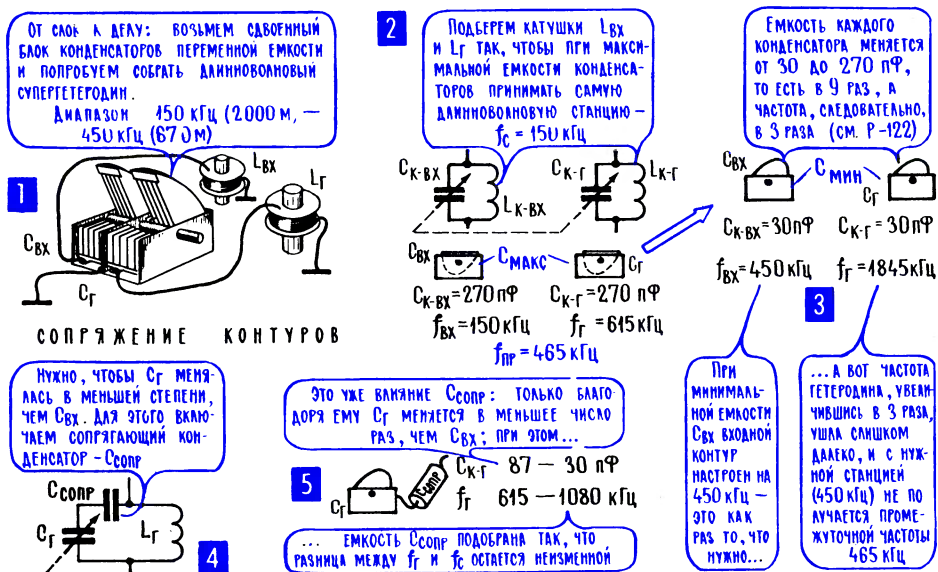 От слов к делу: возьмем сдвоенный
блок конденсаторов переменной емкости
и попробуем собрать длинноволновый
супергетеродин.
Диапазон 150 кГц (2000 м, —
450 кГц (670 м)
1
Lвх
Lг
Cвх
Cг
СОПРЯЖЕНИЕ КОНТУРОВ
2
Подберем катушки Lвх
и Lг так, чтобы при макси-
мальной емкости конденса-
торов принимать самую
длинноволновую станцию —
fс = 150 кГц
Cк-вх
Lк-вх
Cк-г
Lк-г
Cвх
Cмакс
Cг
Cк-вх = 270 пФ
Cк-г = 270 пФ
fвх = 150 кГц
fг = 615 кГц
fпр = 465 кГц
Емкость каждого
конденсатора меняется
от 30 до 270 пФ,
то есть в 9 раз, а
частота, следовательно,
в 3 раза (см. Р-122)
Cвх
Cмин
Cг
Cк-вх = 30 пФ
Cк-г = 30 пФ
fвх = 450 кГц
fг = 1845 кГц
3
При
минималь-
ной емкости
Cвх входной
контур
настроен на
450 кГц —
это как
раз то, что
нужно...
... А вот частота
гетеродина, увели-
чившись в 3 раза,
ушла слишком
далеко, и с нуж-
ной станцией
(450 кГц) не по
лучается проме-
жуточной частоты
465 кГц
Нужно, чтобы Cг меня-
лась в меньшей степени,
чем Cвх. Для этого вклю-
чаем сопрягающий кон-
денсатор – Cсопр
Cсопр
Cг
Lг
4
Это уже влияние Cсопр: только благо-
доря ему Cг меняется в меньшее число
раз, чем Cвх; при этом...
5
Cг
Cсопр
Cк-г 87 — 30 пФ
fг 615 — 1080 кГц
... емкость Cсопр подобрана так, что
разница между fг и fс остается неизменной